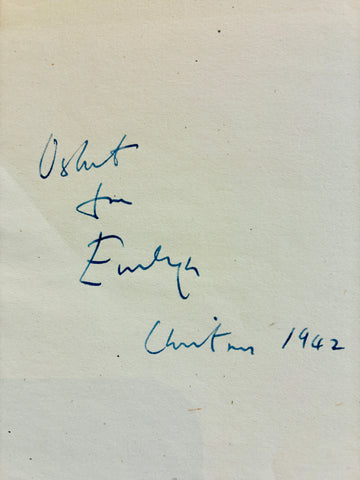 Osbert
from
Evelyn
Christmas 1942